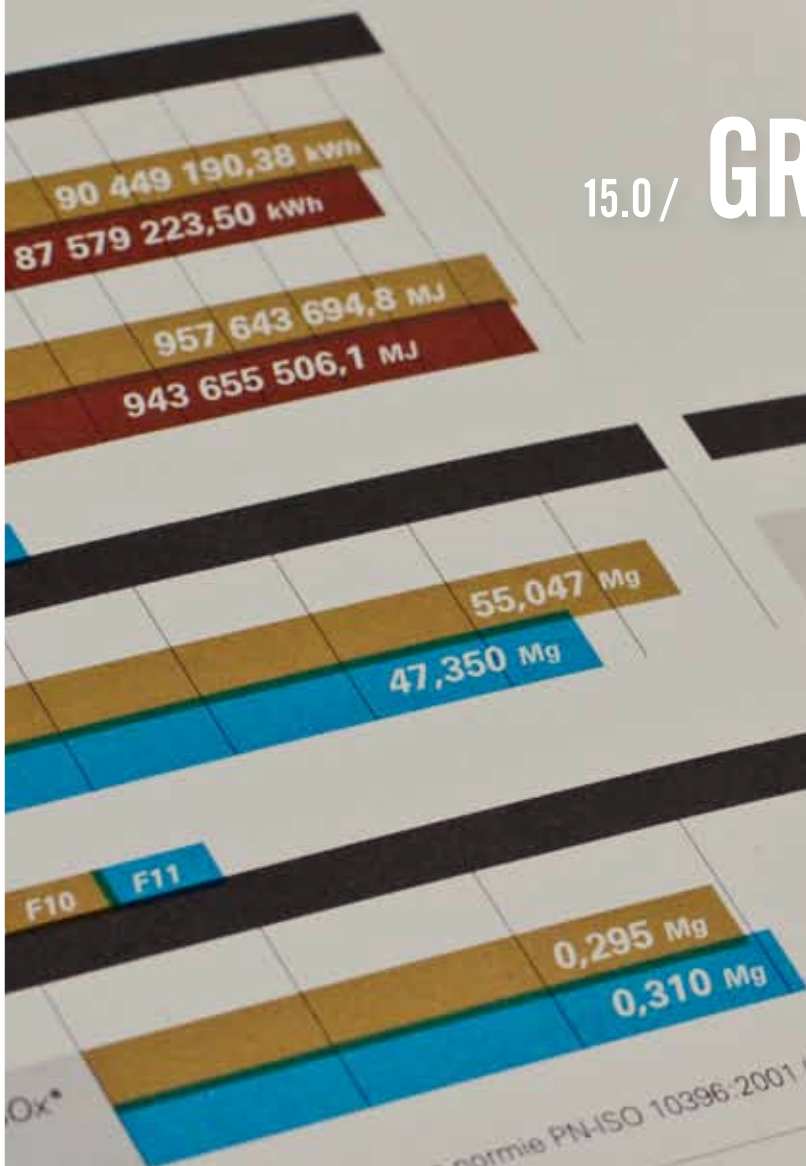 15.0/ GR
90 449 190,38 kWh
87 579 223,50 kWh
957 643 694,8 MJ
943 655 506,1 MJ
55,047 Mg
47,350 Mg
F10 F11
0,295 Mg
0,310 Mg
Ox*
normie PN-ISO 10396:2001